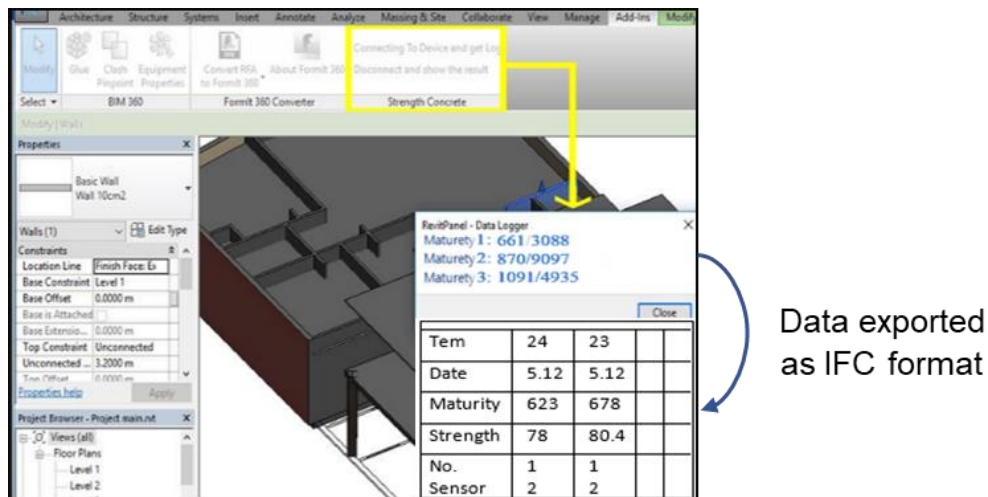 Architecture Structure Systems Insert Annotate Analyze Massing & Site Collaborate View Manage Add-Ins Modify
Connecting To Device and get Log
Modify Glue Clash Equipment Convert RFA About Formit 360 Disconnect and show the result
Pinpoint Properties to Formit 360
Select BIM 360 FormIt 360 Converter Strength Concrete
Modify | Walls
Properties X
Basic Wall
Wall 10cm2
Walls (1) Edit Type
Constraints
Location Line Finish Face: Ex
Base Constraint Level 1
Base Offset 0.0000 m
Base is Attached
Base Extensio... 0.0000 m
Top Constraint Unconnected
Unconnected ... 3.2000 m
Top Offset 0.0000 m
Properties help Apply
Project Browser - Project main.rvt X
Views (all)
Floor Plans
Level 1
Level 2
RevitPanel - Data Logger X
Maturety 1: 661/3088
Maturety 2: 870/9097
Maturety 3: 1091/4935
Close
Tem 24 23
Date 5.12 5.12
Maturity 623 678
Strength 78 80.4
No. 1 1
Sensor 2 2
Data exported
as IFC format